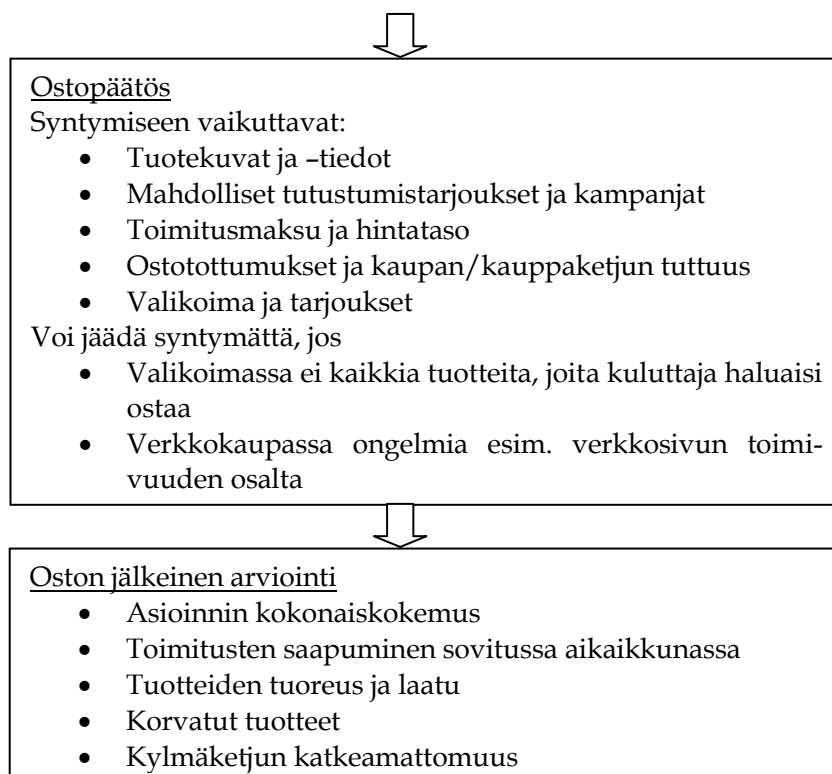 Ostopäätös
Syntymiseen vaikuttavat:
• Tuotekuvat ja –tiedot
• Mahdolliset tutustumistarjoukset ja kampanjat
• Toimitusmaksu ja hintataso
• Ostotottumukset ja kaupan/kauppaketjun tuttuus
• Valikoima ja tarjoukset
Voi jäädä syntymättä, jos
• Valikoimassa ei kaikkia tuotteita, joita kuluttaja haluaisi
ostaa
• Verkkokaupassa ongelmia esim. verkkosivun toimi-
vuuden osalta
Oston jälkeinen arviointi
• Asioinnin kokonaiskokemus
• Toimitusten saapuminen sovitussa aikaikkunassa
• Tuotteiden tuoreus ja laatu
• Korvatut tuotteet
• Kylmäketjun katkeamattomuus